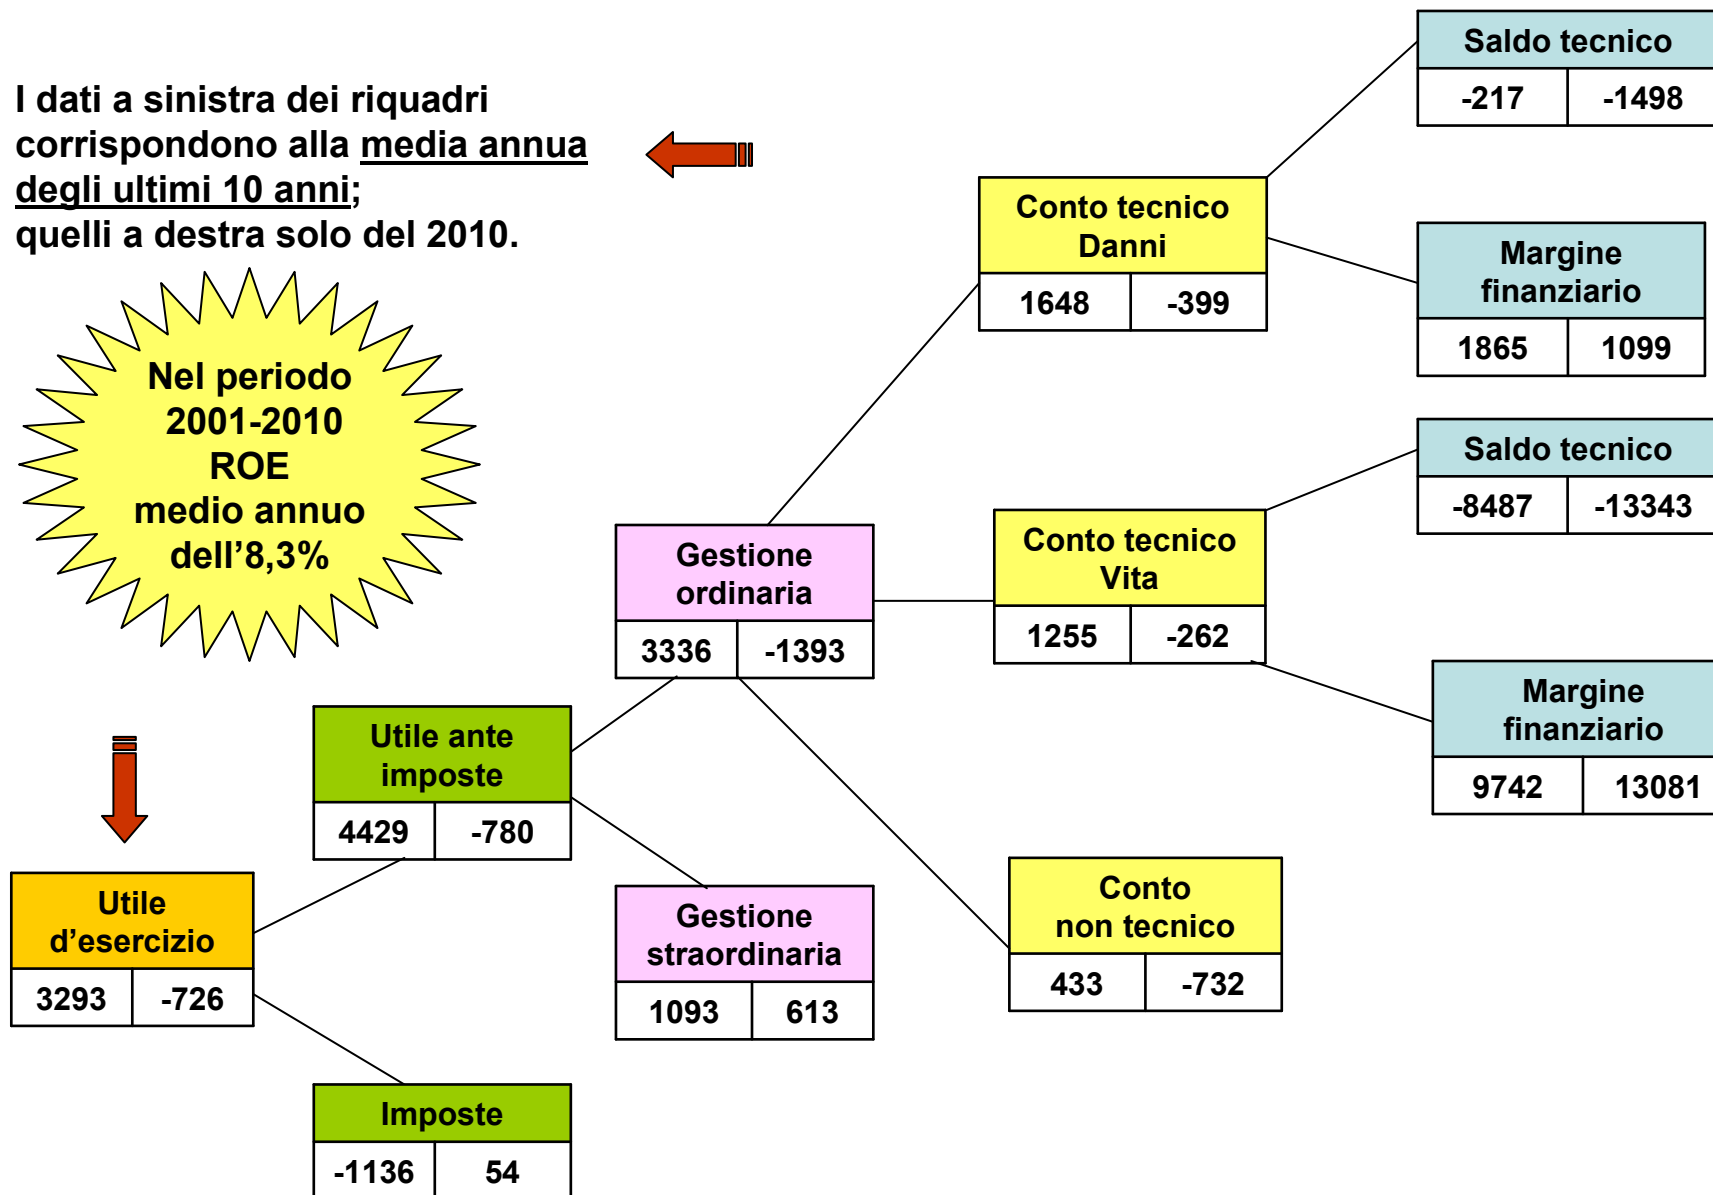 I dati a sinistra dei riquadri
corrispondono alla media annua
degli ultimi 10 anni;
quelli a destra solo del 2010.
Nel periodo
2001-2010
ROE
medio annuo
dell'8,3%
Saldo tecnico
-217 -1498
Conto tecnico
Danni
1648 -399
Margine
finanziario
1865 1099
Saldo tecnico
-8487 -13343
Gestione
ordinaria
3336 -1393
Conto tecnico
Vita
1255 -262
Margine
finanziario
9742 13081
Utile ante
imposte
4429 -780
Utile
d'esercizio
3293 -726
Gestione
straordinaria
1093 613
Conto
non tecnico
433 -732
Imposte
-1136 54